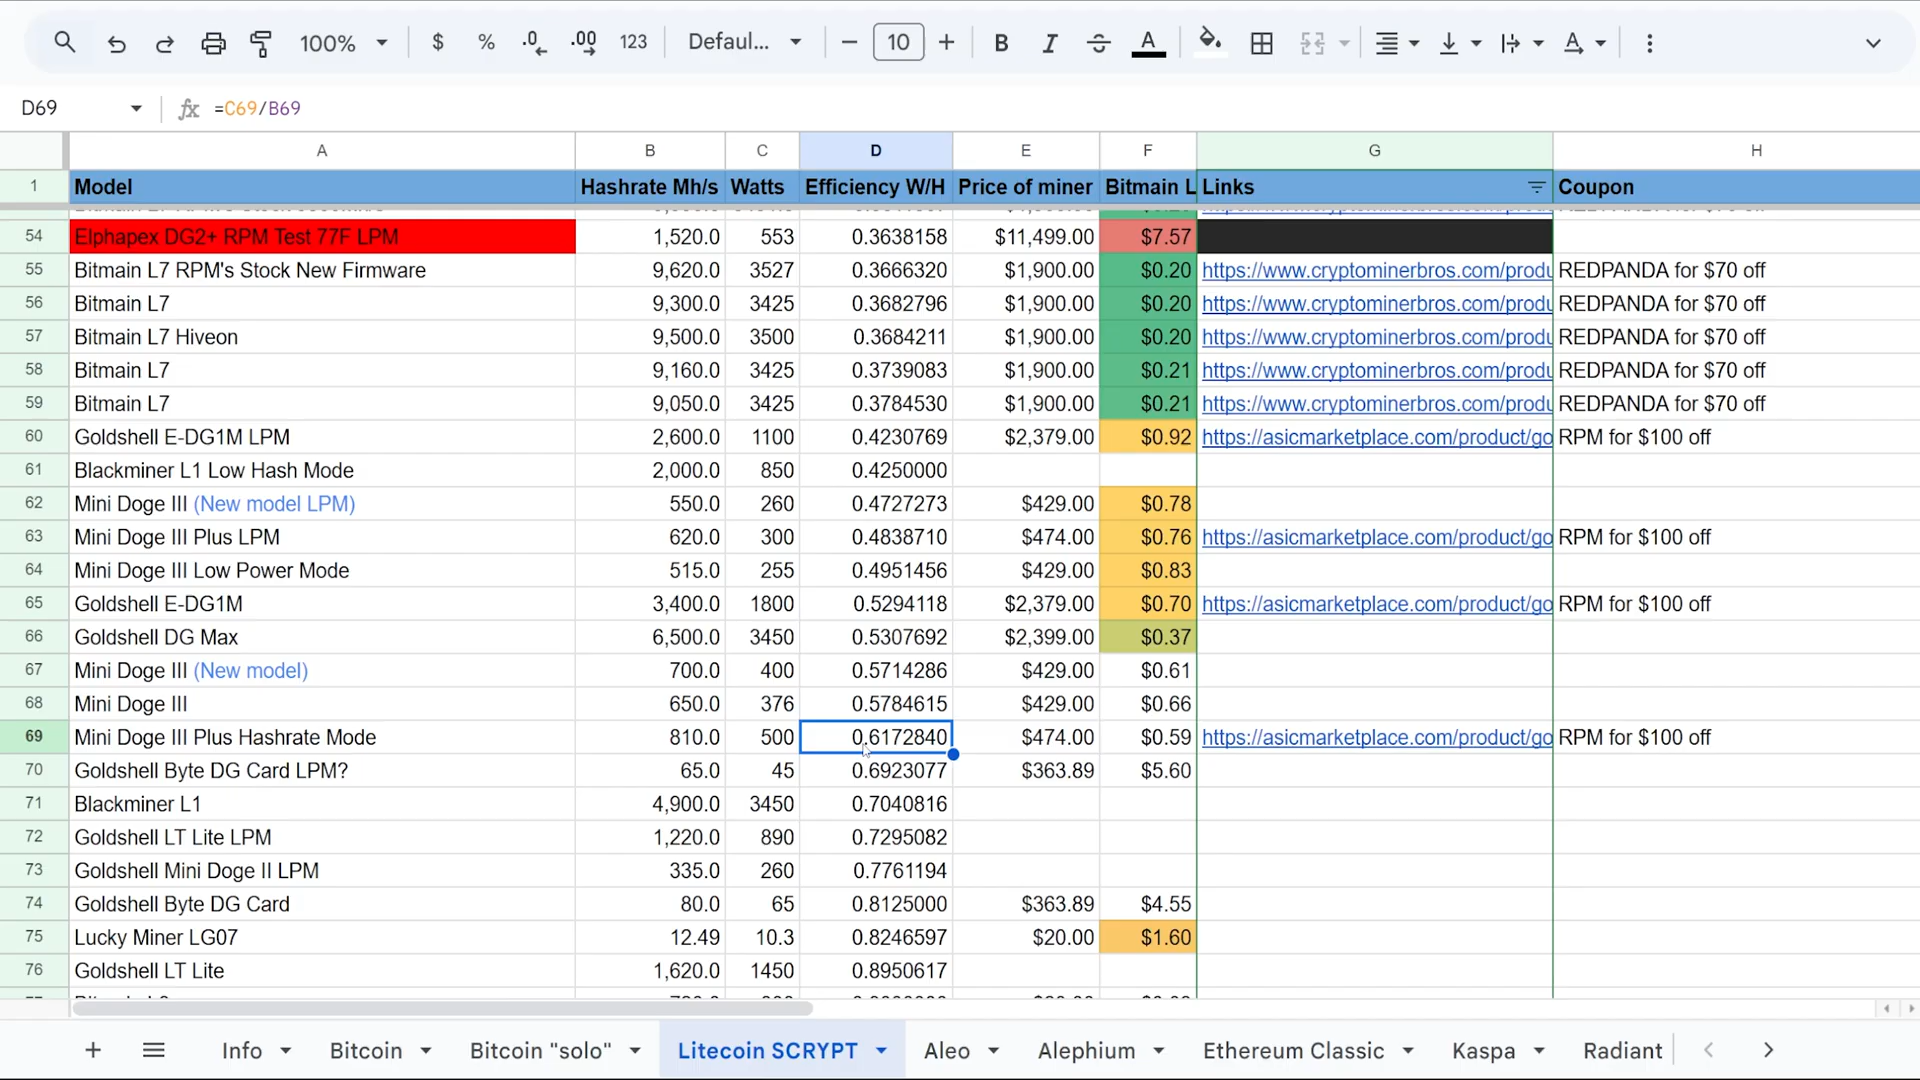 100% $ % .0 .00 123 Defaul... 10 B I A
D69 fx =C69/B69
A B C D E F G H
1 Model Hashrate Mh/s Watts Efficiency W/H Price of miner Bitmain L Links Coupon
54 Elphapex DG2+ RPM Test 77F LPM 1,520.0 553 0.3638158 $11,499.00 $7.57
55 Bitmain L7 RPM's Stock New Firmware 9,620.0 3527 0.3666320 $1,900.00 $0.20 https://www.cryptominerbros.com/produ REDPANDA for $70 off
56 Bitmain L7 9,300.0 3425 0.3682796 $1,900.00 $0.20 https://www.cryptominerbros.com/produ REDPANDA for $70 off
57 Bitmain L7 Hiveon 9,500.0 3500 0.3684211 $1,900.00 $0.20 https://www.cryptominerbros.com/produ REDPANDA for $70 off
58 Bitmain L7 9,160.0 3425 0.3739083 $1,900.00 $0.21 https://www.cryptominerbros.com/produ REDPANDA for $70 off
59 Bitmain L7 9,050.0 3425 0.3784530 $1,900.00 $0.21 https://www.cryptominerbros.com/produ REDPANDA for $70 off
60 Goldshell E-DG1M LPM 2,600.0 1100 0.4230769 $2,379.00 $0.92 https://asicmarketplace.com/product/go RPM for $100 off
61 Blackminer L1 Low Hash Mode 2,000.0 850 0.4250000
62 Mini Doge III (New model LPM) 550.0 260 0.4727273 $429.00 $0.78
63 Mini Doge III Plus LPM 620.0 300 0.4838710 $474.00 $0.76 https://asicmarketplace.com/product/go RPM for $100 off
64 Mini Doge III Low Power Mode 515.0 255 0.4951456 $429.00 $0.83
65 Goldshell E-DG1M 3,400.0 1800 0.5294118 $2,379.00 $0.70 https://asicmarketplace.com/product/go RPM for $100 off
66 Goldshell DG Max 6,500.0 3450 0.5307692 $2,399.00 $0.37
67 Mini Doge III (New model) 700.0 400 0.5714286 $429.00 $0.61
68 Mini Doge III 650.0 376 0.5784615 $429.00 $0.66
69 Mini Doge III Plus Hashrate Mode 810.0 500 0.6172840 $474.00 $0.59 https://asicmarketplace.com/product/go RPM for $100 off
70 Goldshell Byte DG Card LPM? 65.0 45 0.6923077 $363.89 $5.60
71 Blackminer L1 4,900.0 3450 0.7040816
72 Goldshell LT Lite LPM 1,220.0 890 0.7295082
73 Goldshell Mini Doge II LPM 335.0 260 0.7761194
74 Goldshell Byte DG Card 80.0 65 0.8125000 $363.89 $4.55
75 Lucky Miner LG07 12.49 10.3 0.8246597 $20.00 $1.60
76 Goldshell LT Lite 1,620.0 1450 0.8950617
Info Bitcoin Bitcoin "solo" Litecoin SCRYPT Aleo Alephium Ethereum Classic Kaspa Radiant